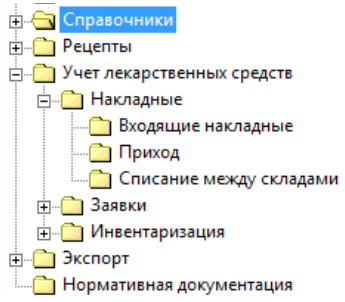 Справочники
Рецепты
Учет лекарственных средств
Накладные
Входящие накладные
Приход
Списание между складами
Заявки
Инвентаризация
Экспорт
Нормативная документация